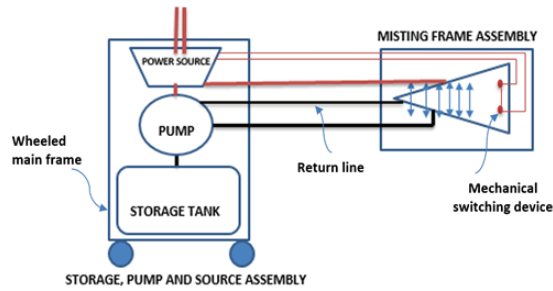 MISTING FRAME ASSEMBLY
POWER SOURCE
PUMP
Wheeled
main frame
Return line
Mechanical
switching device
STORAGE TANK
STORAGE, PUMP AND SOURCE ASSEMBLY